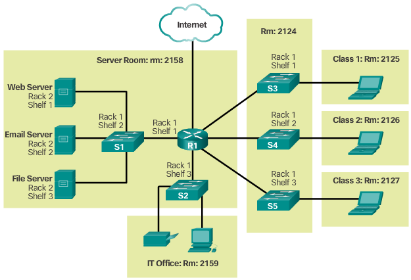 Internet
Server Room: rm: 2158
Web Server
Rack 2
Shelf 1
Email Server
Rack 2
Shelf 2
File Server
Rack 2
Shelf 3
Rack 1
Shelf 2
S1
Rack 1
Shelf 1
R1
Rack 1
Shelf 3
S2
IT Office: Rm: 2159
Rm: 2124
Rack 1
Shelf 1
S3
Rack 1
Shelf 2
S4
Rack 1
Shelf 3
S5
Class 1: Rm: 2125
Class 2: Rm: 2126
Class 3: Rm: 2127